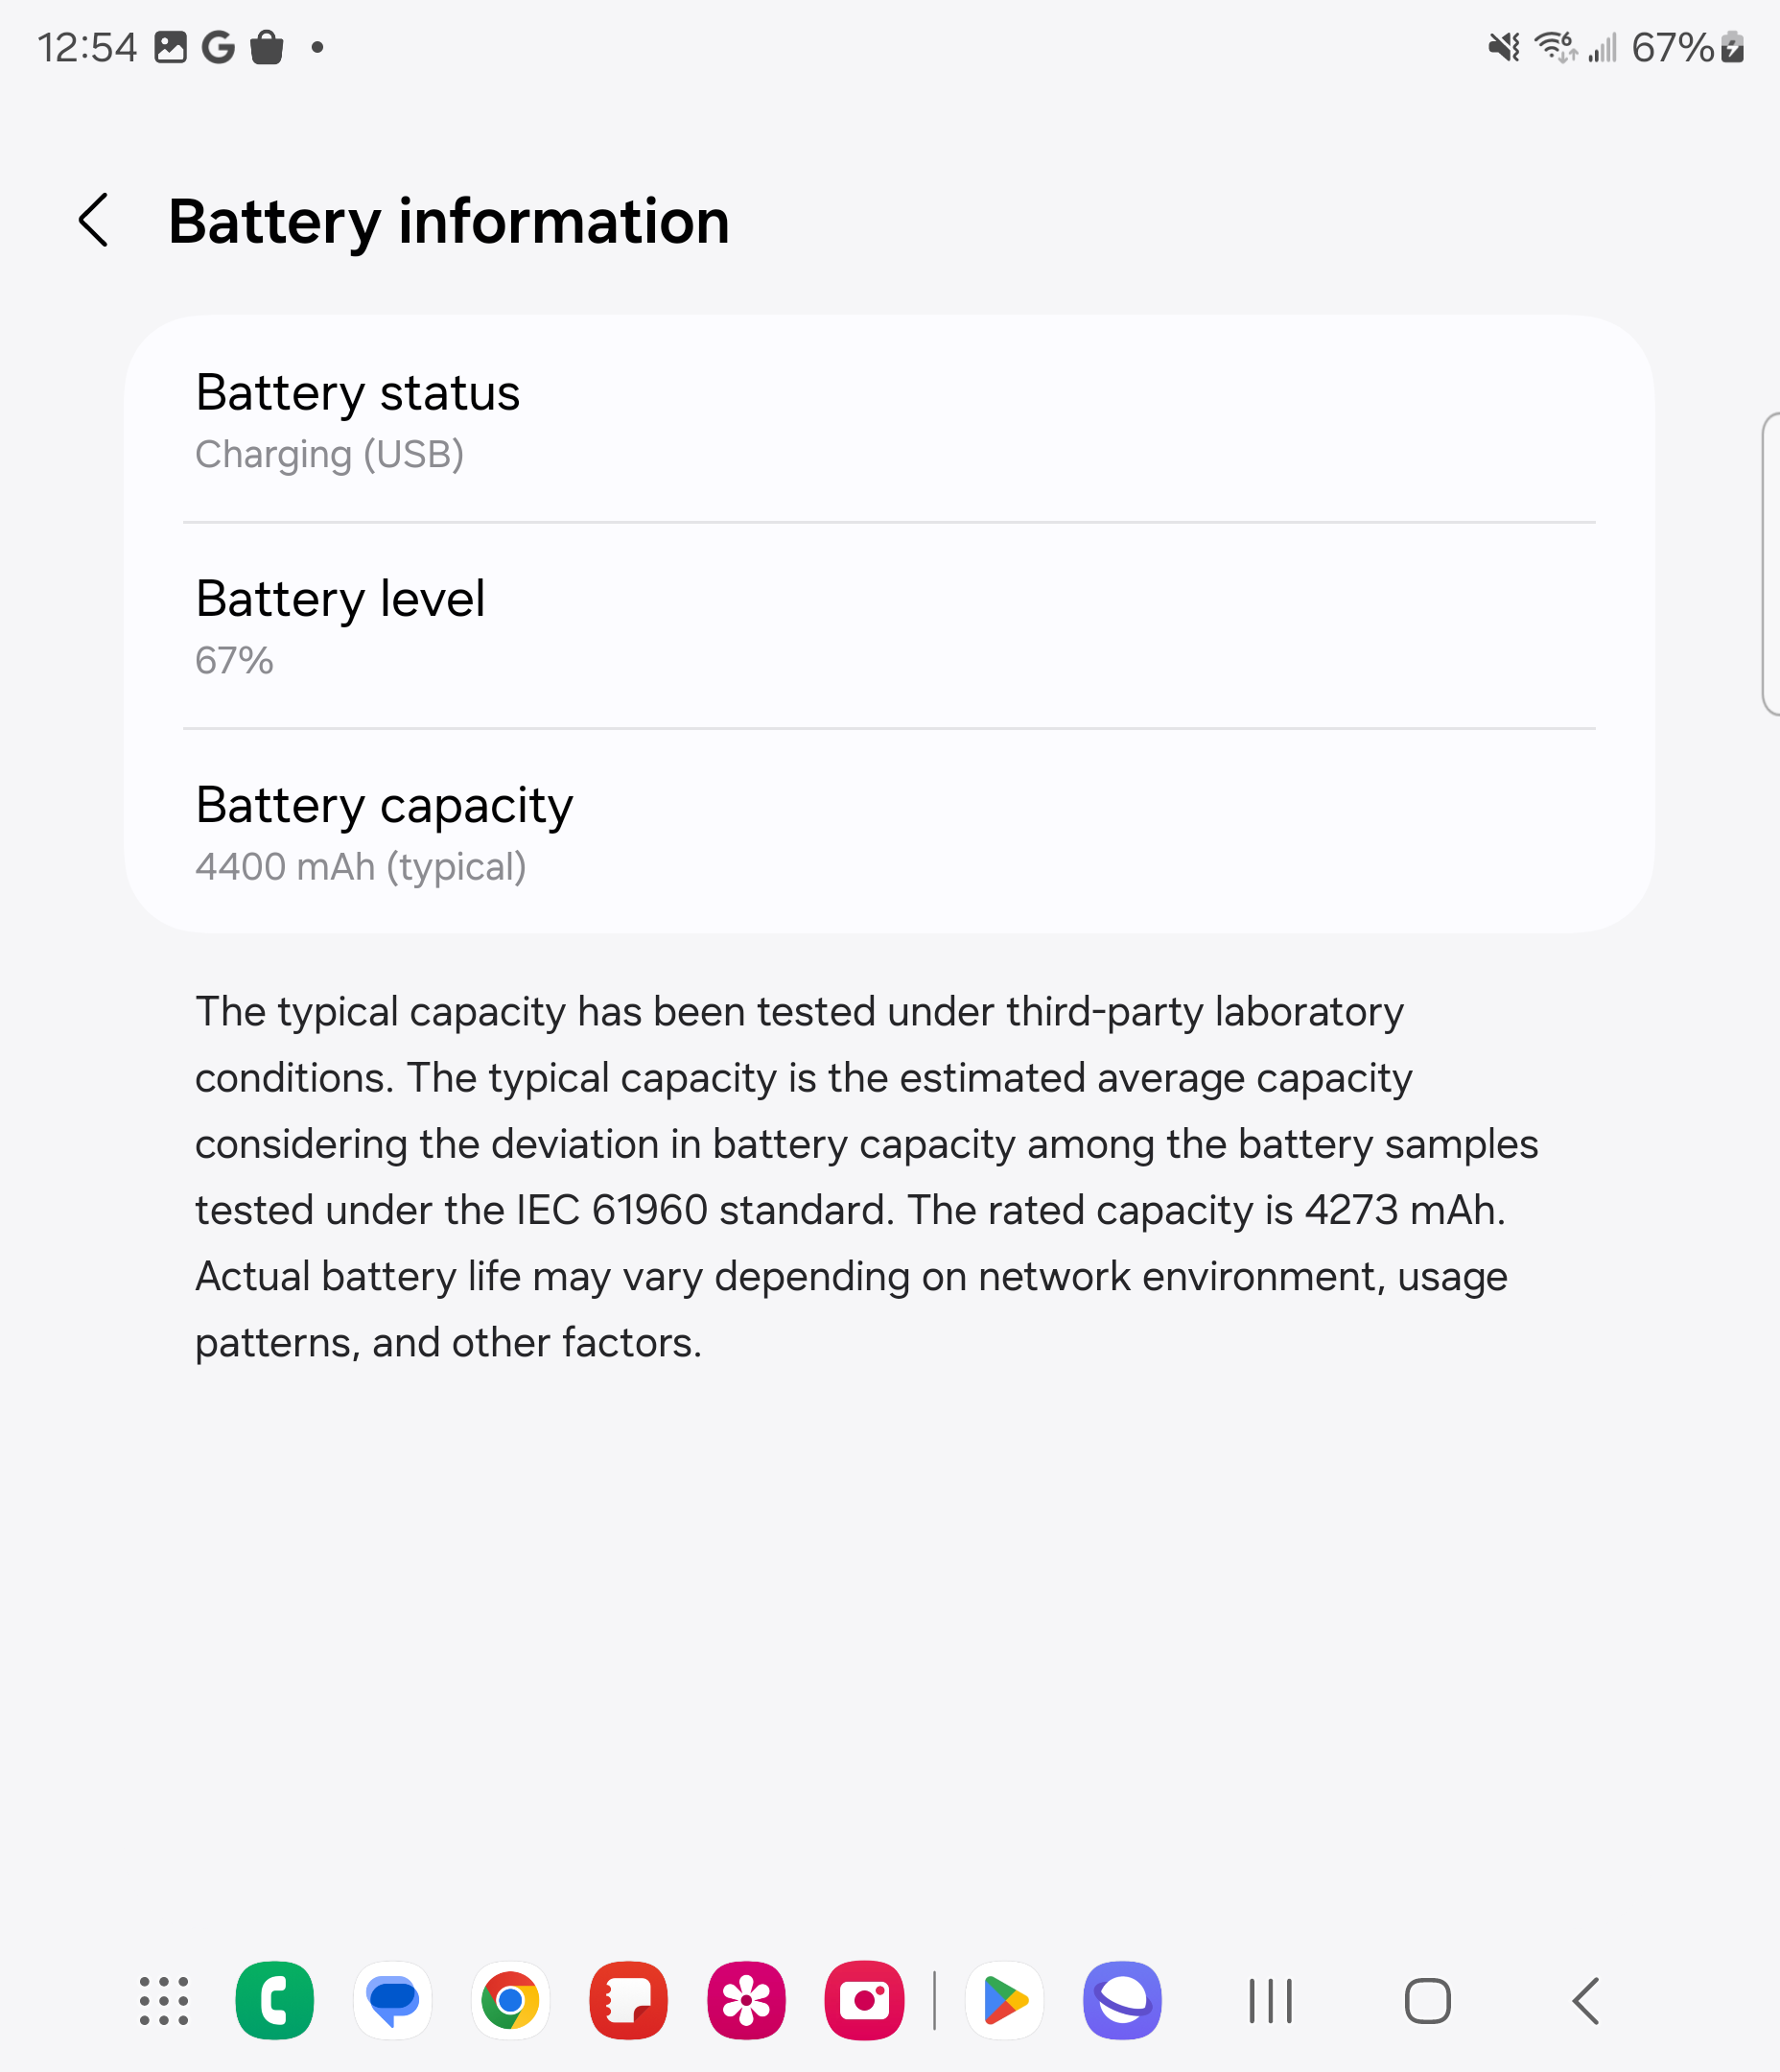 12:54
67%
Battery information
Battery status
Charging (USB)
Battery level
67%
Battery capacity
4400 mAh (typical)
The typical capacity has been tested under third-party laboratory
conditions. The typical capacity is the estimated average capacity
considering the deviation in battery capacity among the battery samples
tested under the IEC 61960 standard. The rated capacity is 4273 mAh.
Actual battery life may vary depending on network environment, usage
patterns, and other factors.